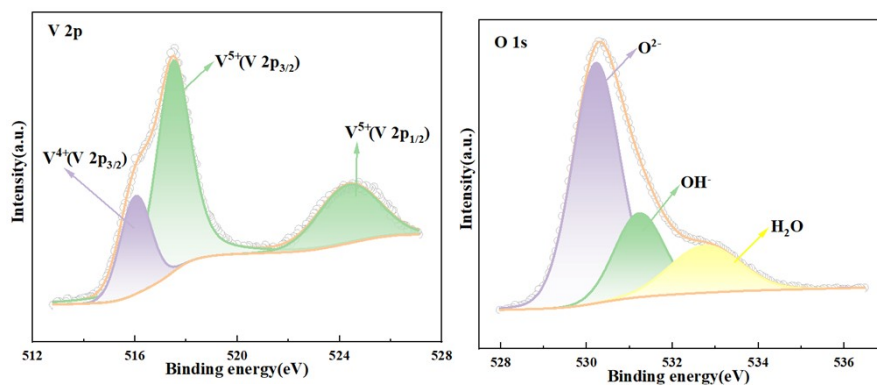 V 2p
V⁵⁺(V 2p₃/₂)
V⁵⁺(V 2p₁/₂)
V⁴⁺(V 2p₃/₂)
Intensity(a.u.)
512 516 520 524 528
Binding energy(eV)
O 1s
O²⁻
OH⁻
H₂O
Intensity(a.u.)
528 530 532 534 536
Binding energy(eV)